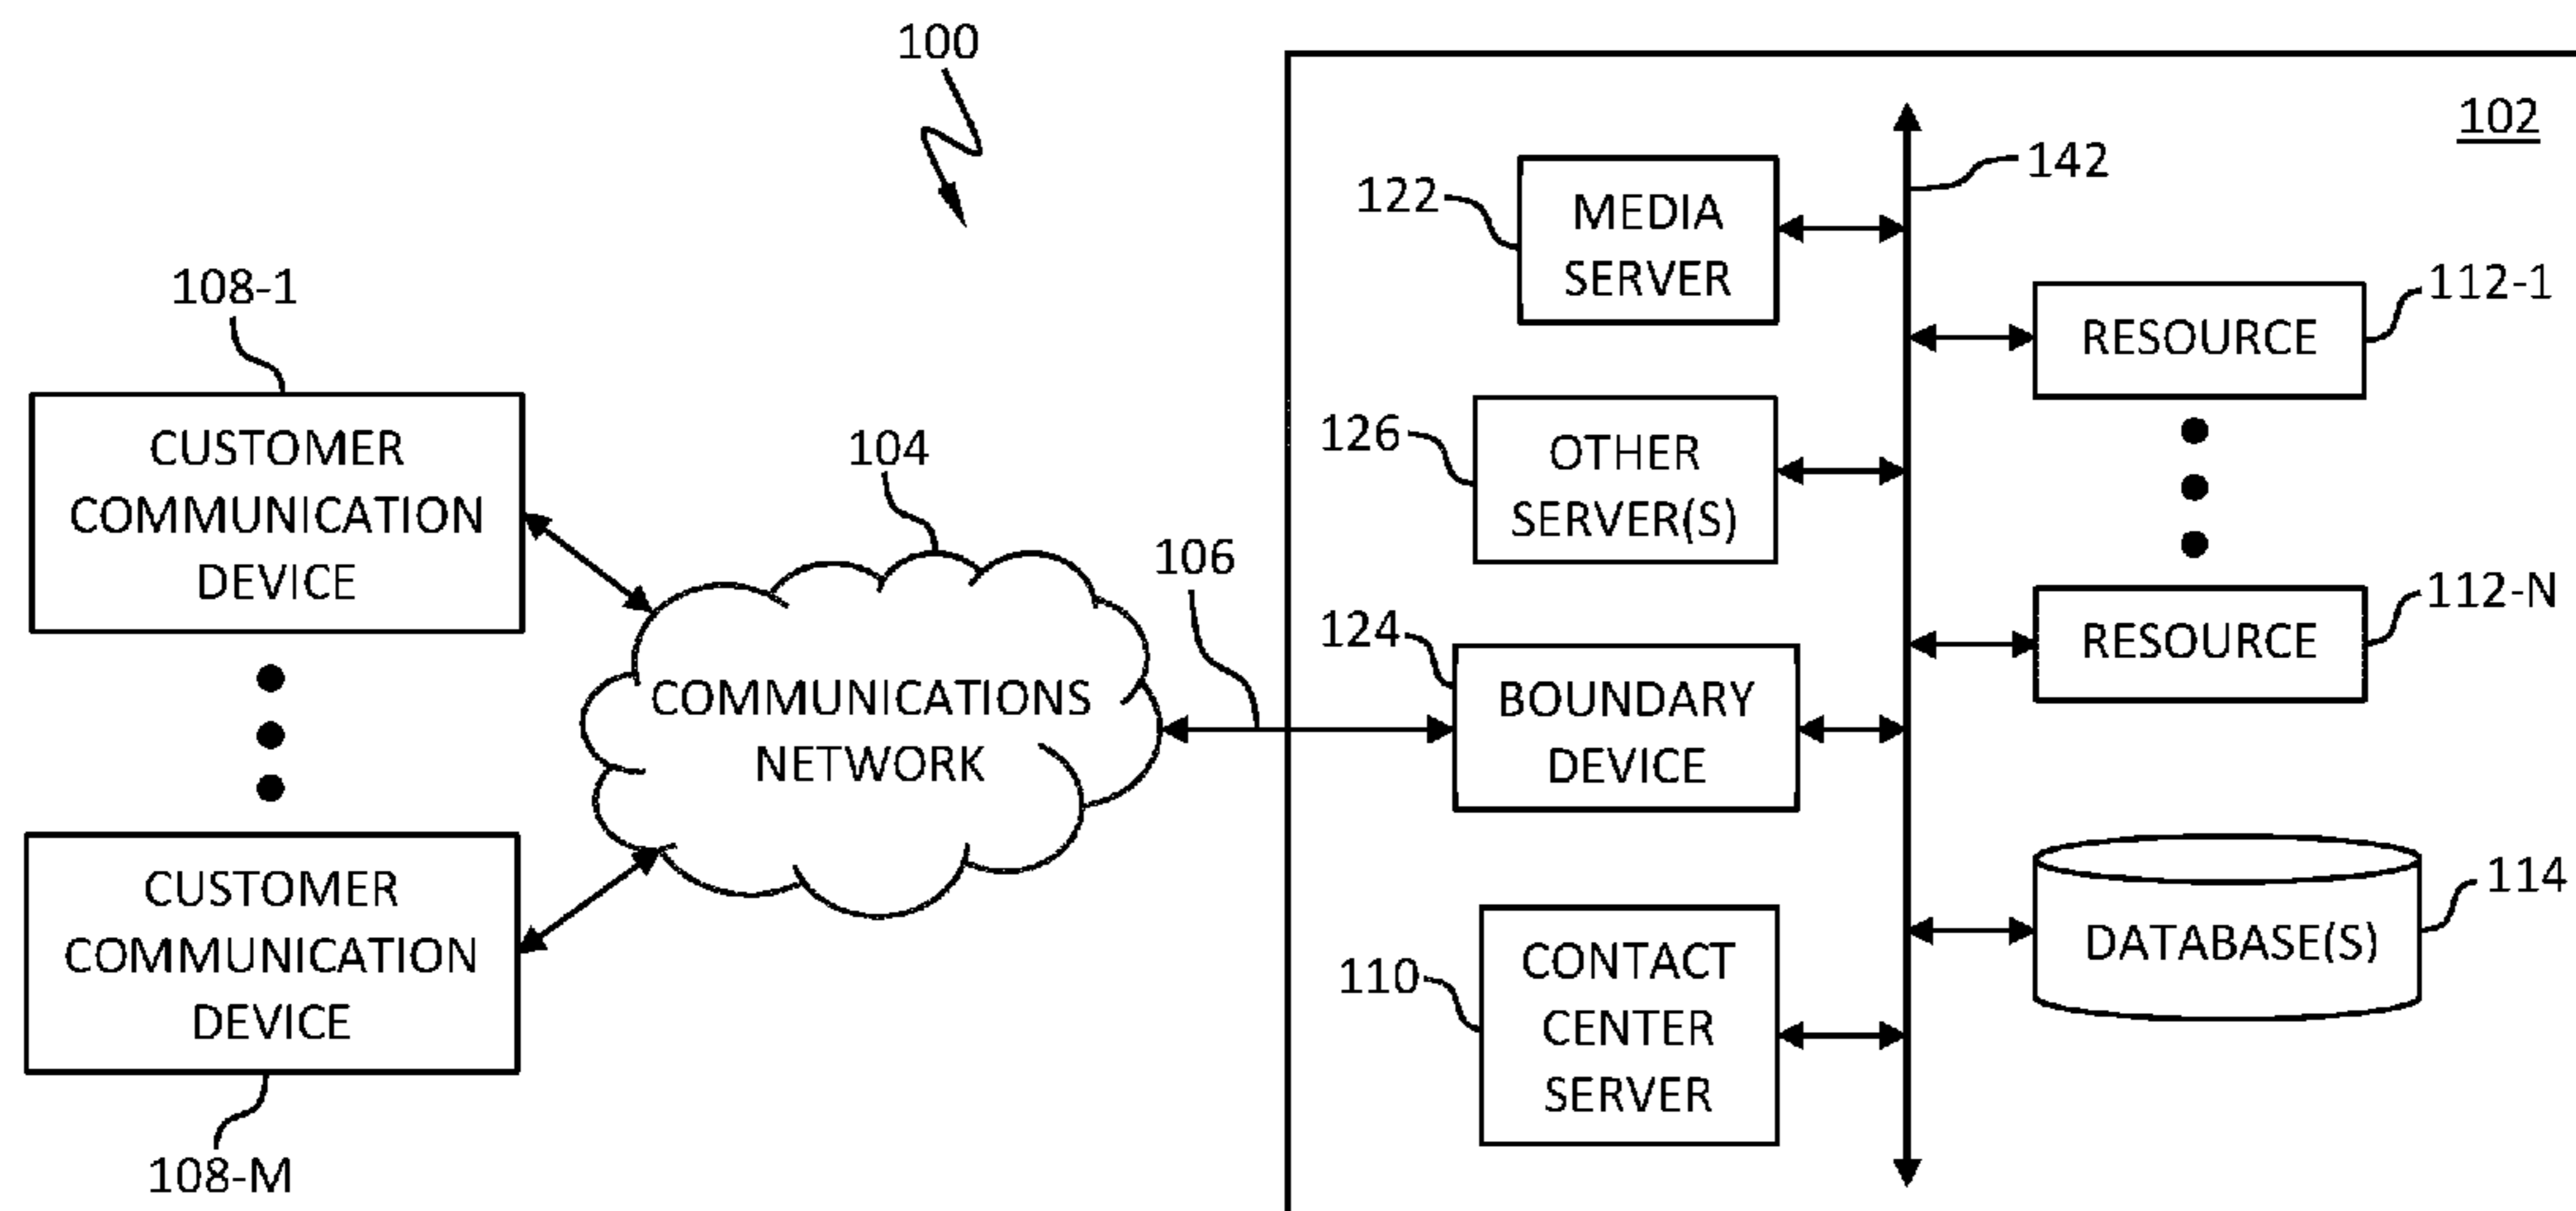 100
102
142
122
MEDIA
SERVER
108-1
112-1
RESOURCE
CUSTOMER
COMMUNICATION
DEVICE
104
126
OTHER
SERVER(S)
106
112-N
RESOURCE
124
BOUNDARY
DEVICE
COMMUNICATIONS
NETWORK
CUSTOMER
COMMUNICATION
DEVICE
108-M
114
DATABASE(S)
110
CONTACT
CENTER
SERVER